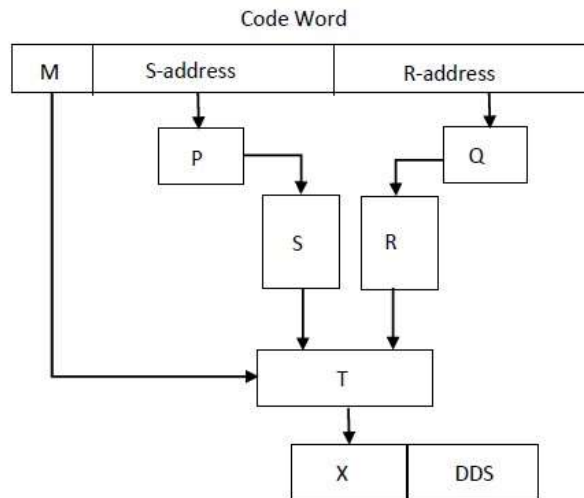 Code Word
M S-address R-address
P Q
S R
T
X DDS